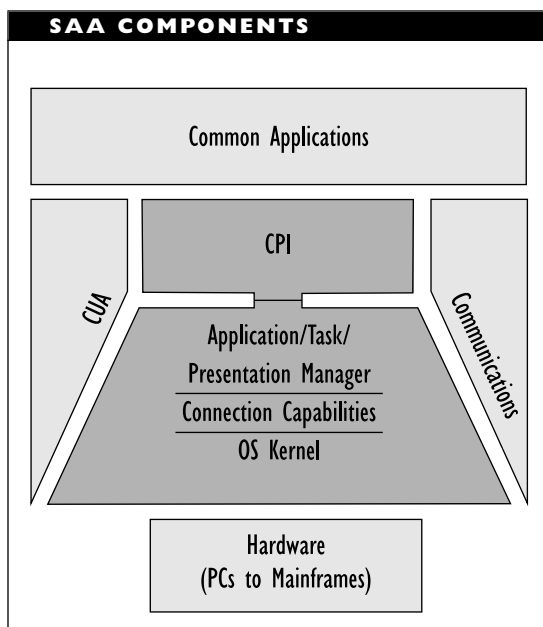 SAA COMPONENTS
Common Applications
CPI
CUA
Communications
Application/Task/
Presentation Manager
Connection Capabilities
OS Kernel
Hardware
(PCs to Mainframes)